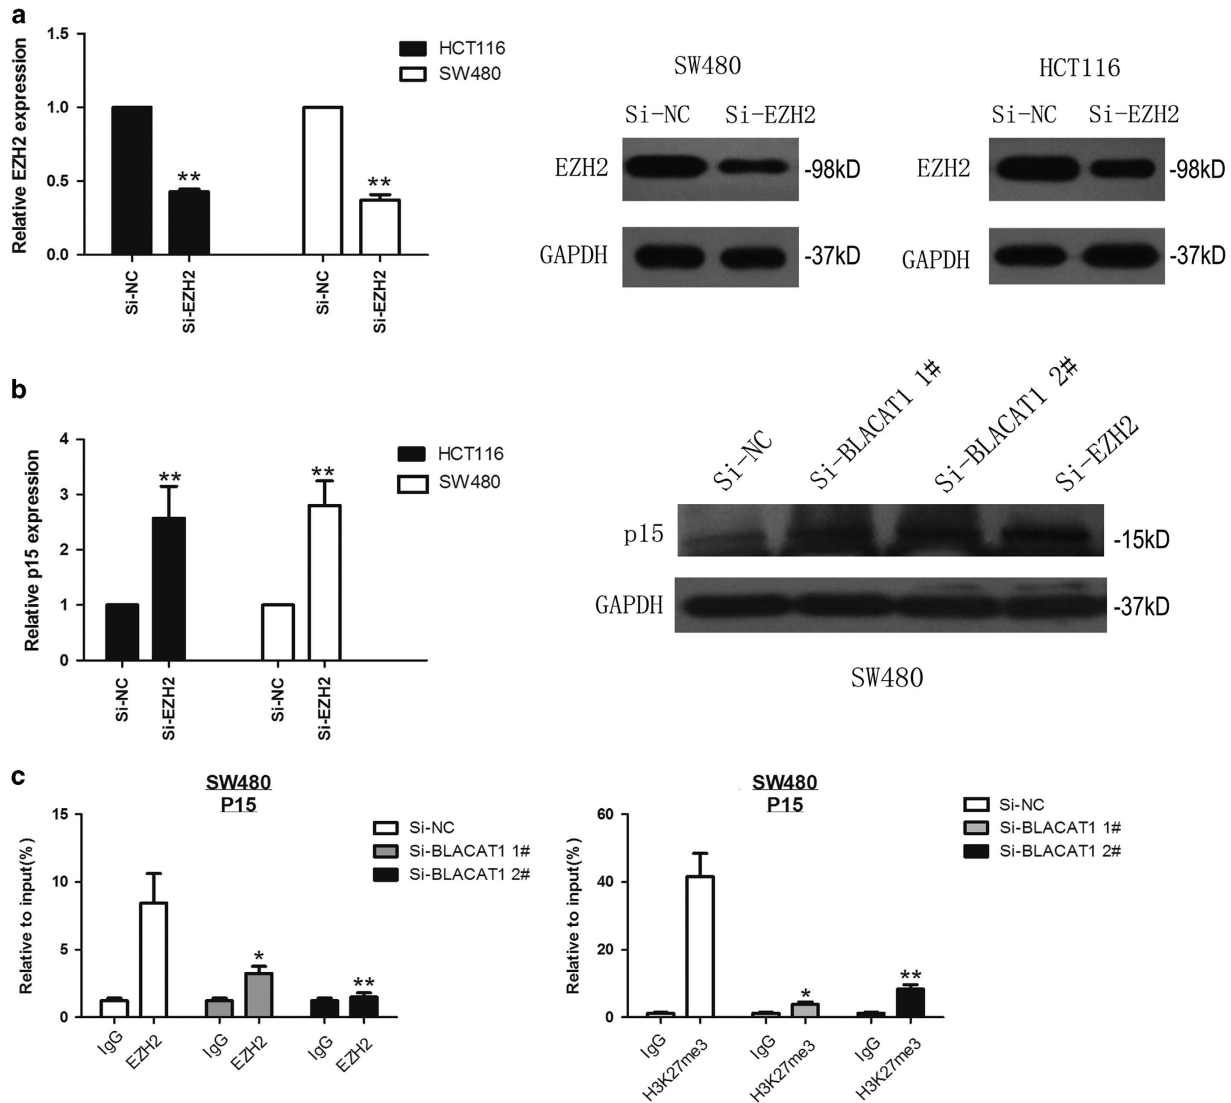 a
Relative EZH2 expression
1.5
1.0
0.5
0.0
HCT116
SW480
**
**
Si-NC
Si-EZH2
Si-NC
Si-EZH2
SW480
Si-NC Si-EZH2
EZH2
-98kD
GAPDH
-37kD
HCT116
Si-NC Si-EZH2
EZH2
-98kD
GAPDH
-37kD
b
Relative p15 expression
4
3
2
1
0
HCT116
SW480
**
**
Si-NC
Si-EZH2
Si-NC
Si-EZH2
Si-NC
Si-BLACAT1 1#
Si-BLACAT1 2#
Si-EZH2
p15
-15kD
GAPDH
-37kD
SW480
c
SW480
P15
Relative to input(%)
15
10
5
0
Si-NC
Si-BLACAT1 1#
Si-BLACAT1 2#
*
**
IgG
EZH2
IgG
EZH2
IgG
EZH2
SW480
P15
Relative to input(%)
60
40
20
0
Si-NC
Si-BLACAT1 1#
Si-BLACAT1 2#
*
**
IgG
H3K27me3
IgG
H3K27me3
IgG
H3K27me3